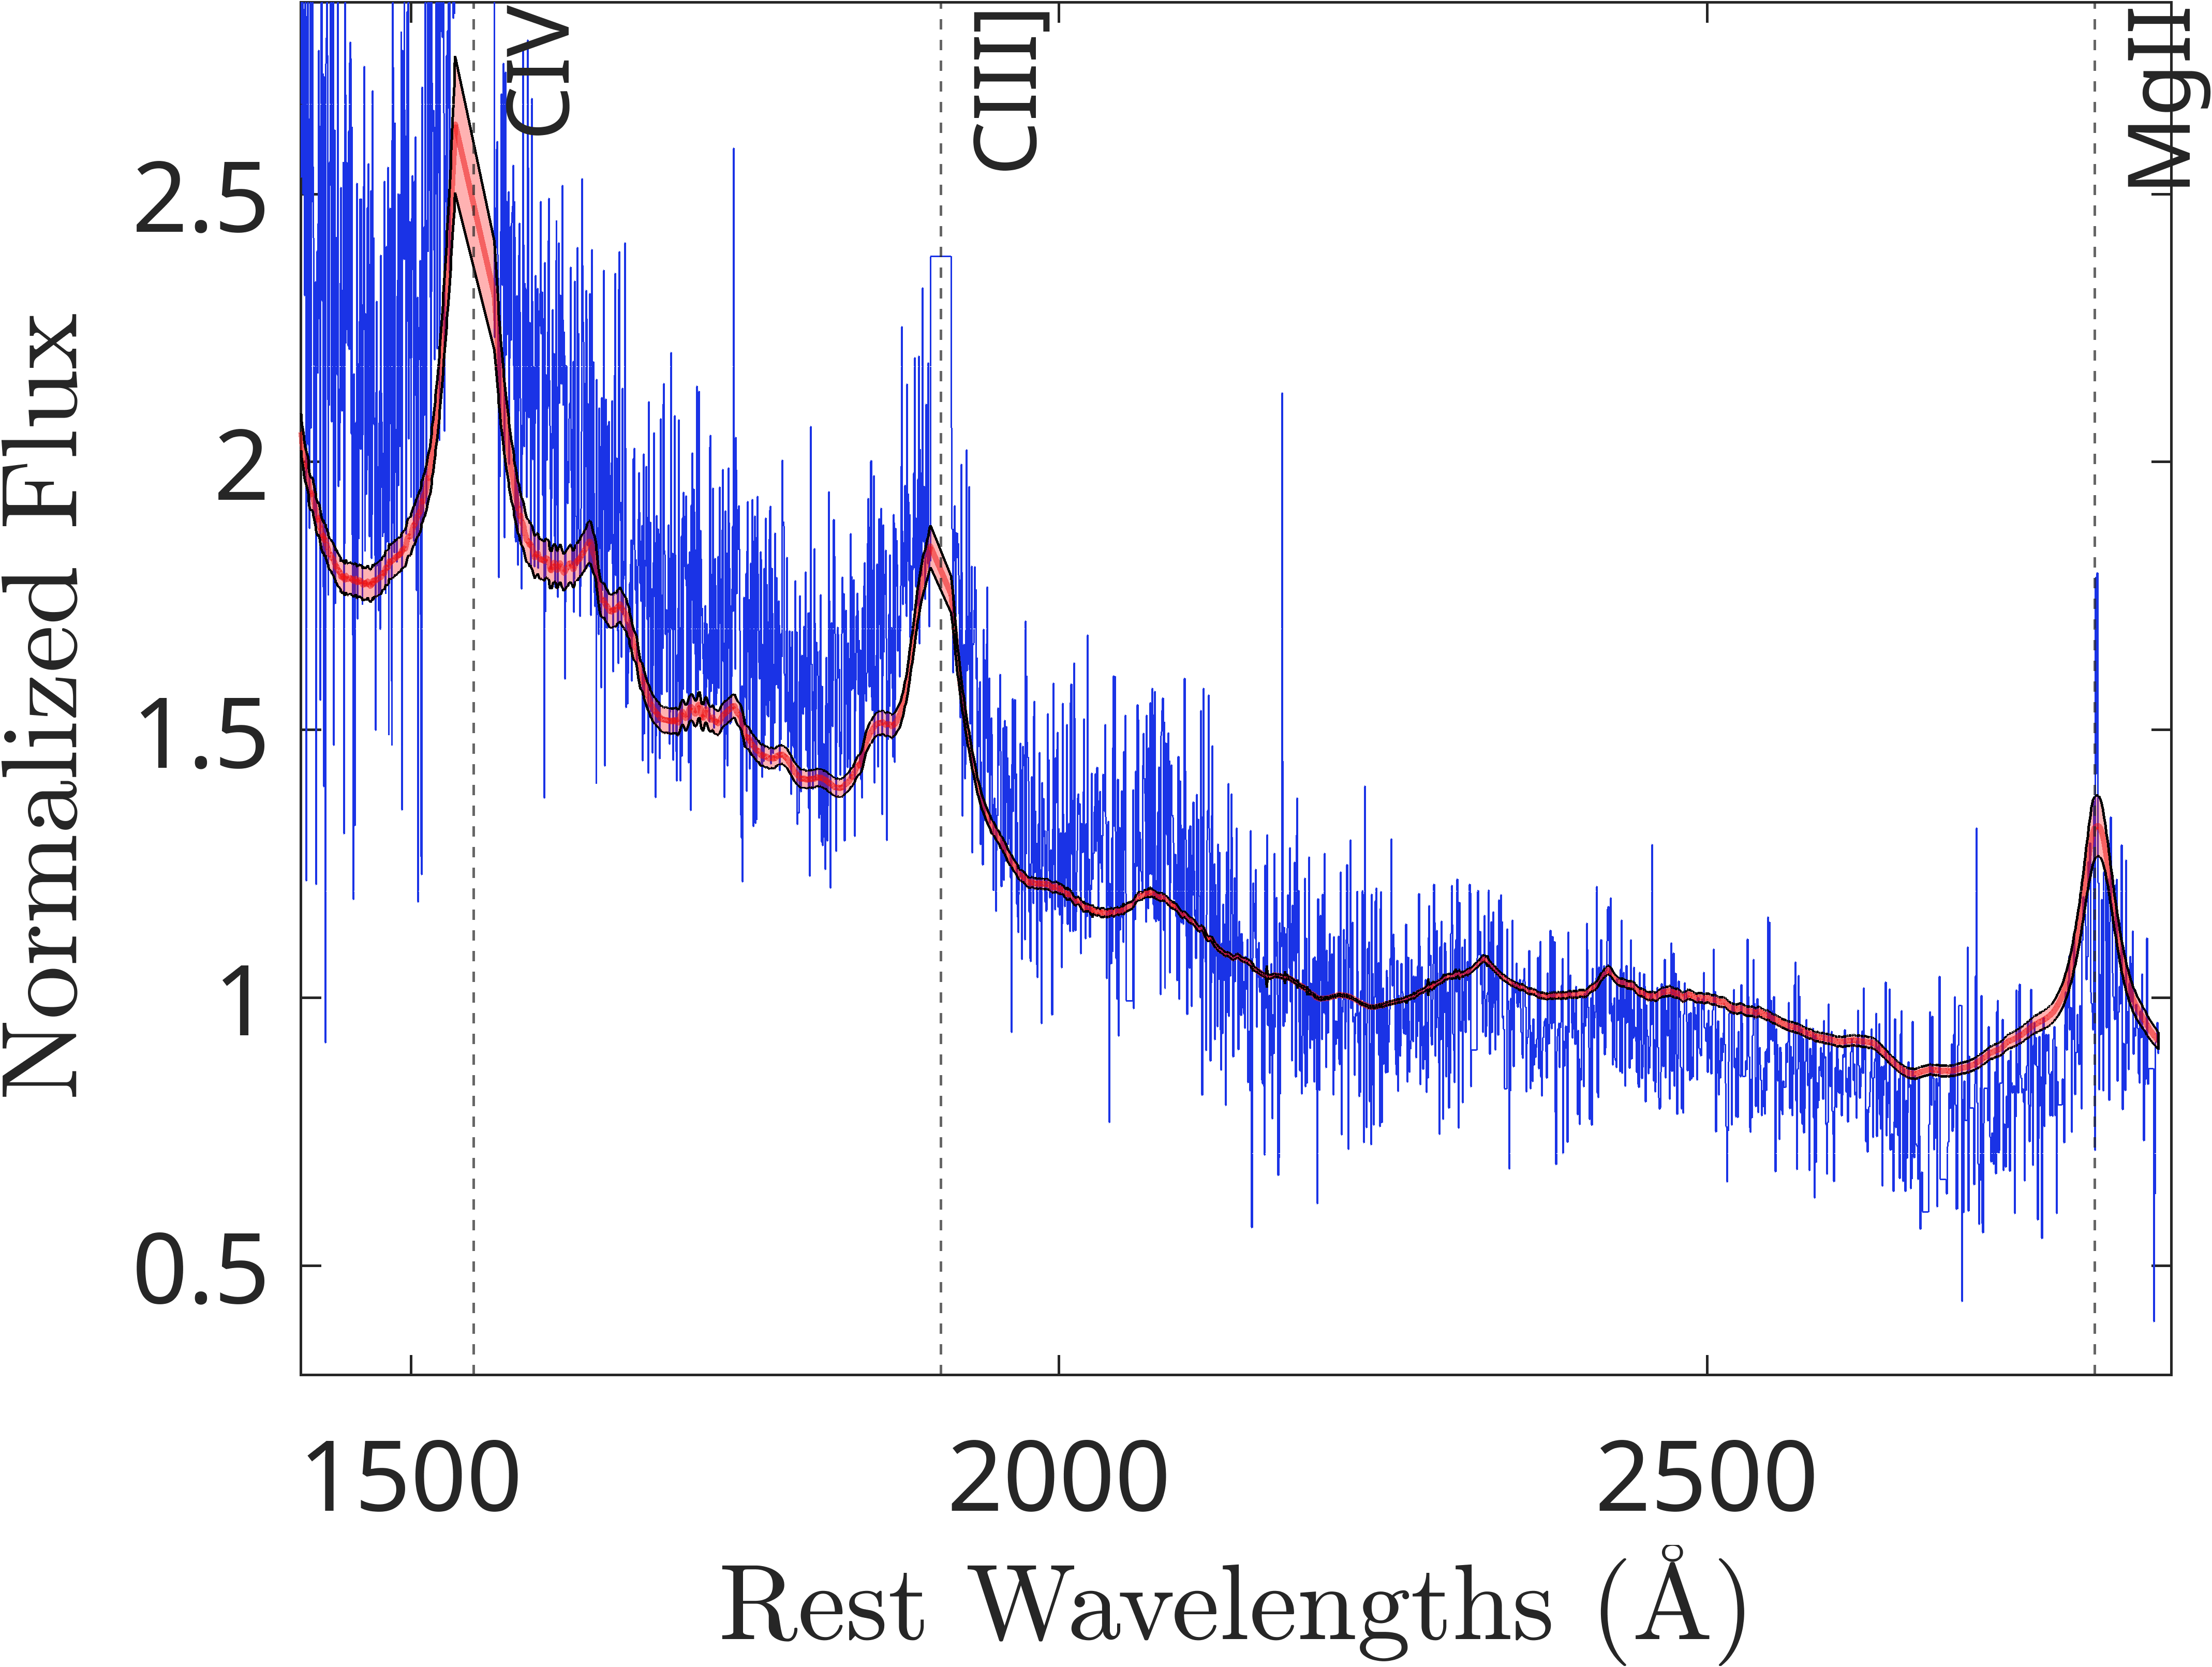 CIV
CIII]
MgII
2.5
2
1.5
1
0.5
Normalized Flux
1500 2000 2500
Rest Wavelengths (Å)